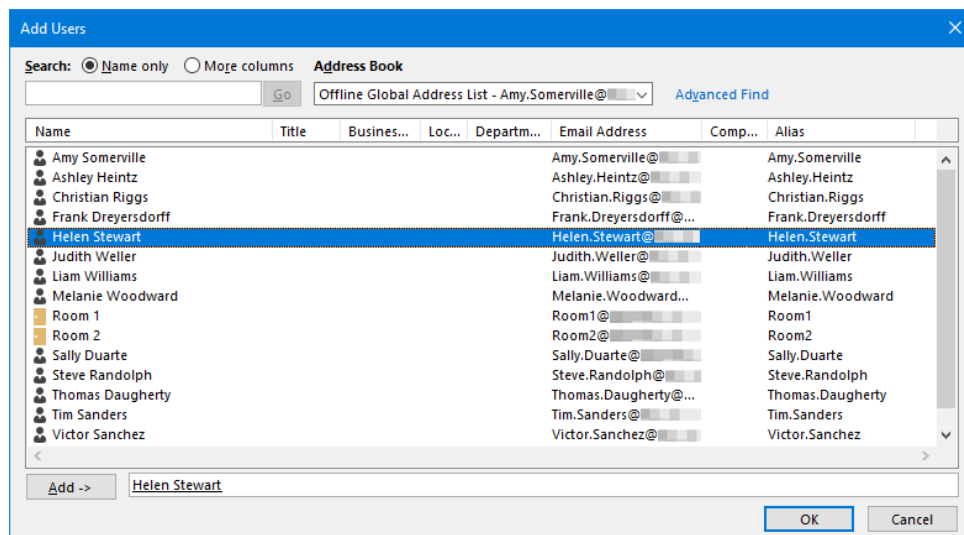 Add Users
Search: Name only More columns Address Book
Go Offline Global Address List - Amy.Somerville@ Advanced Find
Name Title Busines... Loc... Departm... Email Address Comp... Alias
Amy Somerville Amy.Somerville@ Amy.Somerville
Ashley Heintz Ashley.Heintz@ Ashley.Heintz
Christian Riggs Christian.Riggs@ Christian.Riggs
Frank Dreyersdorff Frank.Dreyersdorff@... Frank.Dreyersdorff
Helen Stewart Helen.Stewart@ Helen.Stewart
Judith Weller Judith.Weller@ Judith.Weller
Liam Williams Liam.Williams@ Liam.Williams
Melanie Woodward Melanie.Woodward... Melanie.Woodward
Room 1 Room1@ Room1
Room 2 Room2@ Room2
Sally Duarte Sally.Duarte@ Sally.Duarte
Steve Randolph Steve.Randolph@ Steve.Randolph
Thomas Daugherty Thomas.Daugherty@... Thomas.Daugherty
Tim Sanders Tim.Sanders@ Tim.Sanders
Victor Sanchez Victor.Sanchez@ Victor.Sanchez
Add -> Helen Stewart
OK Cancel